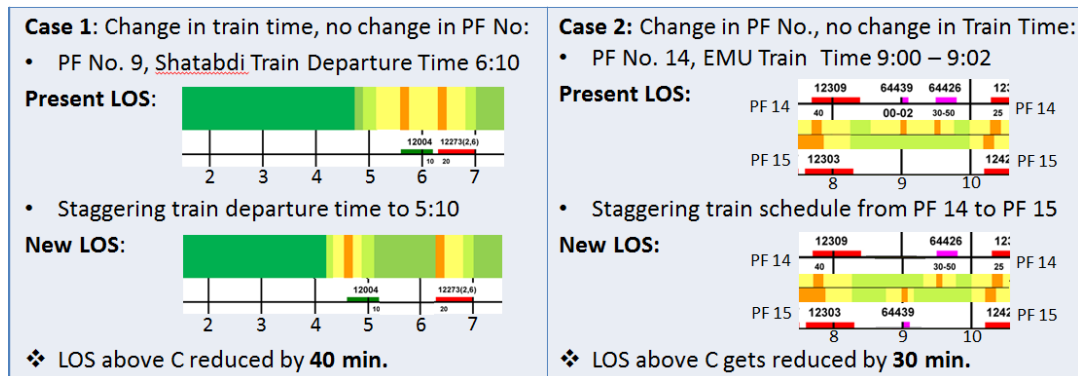 Case 1: Change in train time, no change in PF No:
• PF No. 9, Shatabdi Train Departure Time 6:10
Present LOS:
12004 12273(2,6)
10 20
2 3 4 5 6 7
• Staggering train departure time to 5:10
New LOS:
12004 12273(2,6)
10 20
2 3 4 5 6 7
❖ LOS above C reduced by 40 min.
Case 2: Change in PF No., no change in Train Time:
• PF No. 14, EMU Train Time 9:00 – 9:02
Present LOS:
12309 64439 64426 12:
PF 14 PF 14
40 00-02 30-50 25
PF 15 12303 1242 PF 15
8 9 10
• Staggering train schedule from PF 14 to PF 15
New LOS:
12309 64426 12:
PF 14 PF 14
40 30-50 25
PF 15 12303 64439 1242 PF 15
8 9 10
❖ LOS above C gets reduced by 30 min.